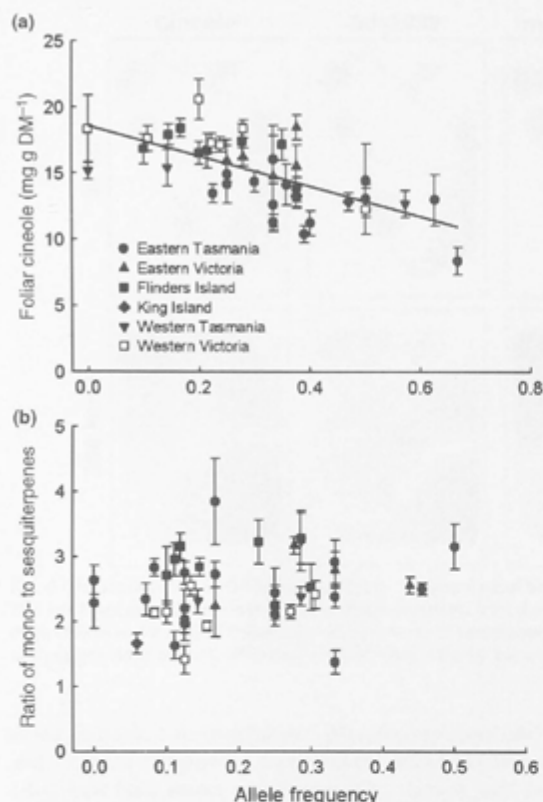 (a)
25
20
15
10
5
0
Foliar cineole (mg g DM⁻¹)
Eastern Tasmania
Eastern Victoria
Flinders Island
King Island
Western Tasmania
Western Victoria
0.0 0.2 0.4 0.6 0.8
(b)
5
4
3
2
1
0
Ratio of mono- to sesquiterpenes
0.0 0.1 0.2 0.3 0.4 0.5 0.6
Allele frequency